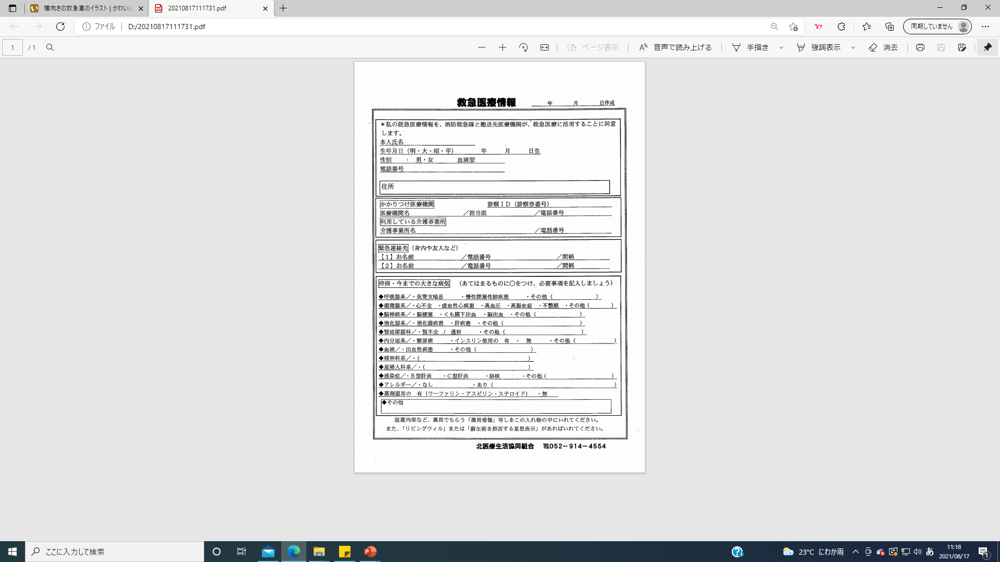 横向きの救急車のイラスト | かわいい
20210817111731.pdf
ファイル
D:/20210817111731.pdf
同期していません
1 / 1
ページ表示
音声で読み上げる
手描き
強調表示
消去
救急医療情報 年 月 日作成
＊私の救急医療情報を、消防救急隊と搬送先医療機関が、救急医療に活用することに同意
します。
本人氏名
生年月日（明・大・昭・平） 年 月 日生
性別 : 男・女 血液型
電話番号
住所
かかりつけ医療機関 診察ＩＤ（診察券番号）
医療機関名 ／担当医 ／電話番号
利用している介護事業所
介護事業所名 ／電話番号
緊急連絡先（身内や友人など）
【１】お名前 ／電話番号 ／間柄
【２】お名前 ／電話番号 ／間柄
持病・今までの大きな病気 （あてはまるものに〇をつけ、必要事項を記入しましょう）
◆呼吸器系／・気管支喘息 ・慢性閉塞性肺疾患 ・その他（ ）
◆循環器系／・心不全 ・虚血性心疾患 ・高血圧 ・高脂血症 ・不整脈 ・その他（ ）
◆脳神経系／・脳梗塞 ・くも膜下出血 ・脳出血 ・その他（ ）
◆消化器系／・消化器疾患 ・肝疾患 ・その他（ ）
◆腎泌尿器科／・腎不全 / 透析 ・その他（ ）
◆内分泌系／・糖尿病 ・インスリン使用の 有 ・ 無 ・その他（ ）
◆血液／・出血性疾患 ・その他（ ）
◆精神科系／・（ ）
◆産婦人科系／・（ ）
◆感染症／・Ｂ型肝炎 ・Ｃ型肝炎 ・結核 ・その他（ ）
◆アレルギー／・なし ・あり（ ）
◆薬剤服用の 有（ワーファリン・アスピリン・ステロイド） ・無
◆その他
服薬内容など、薬局でもらう「薬局情報」写しをこの入れ物の中にいれてください。
また、「リビングウィル」または「蘇生術を拒否する意思表示」があればいれてください。
北医療生活協同組合 ℡052－914－4554
ここに入力して検索
23°C にわか雨
あ
11:18
2021/08/17
1